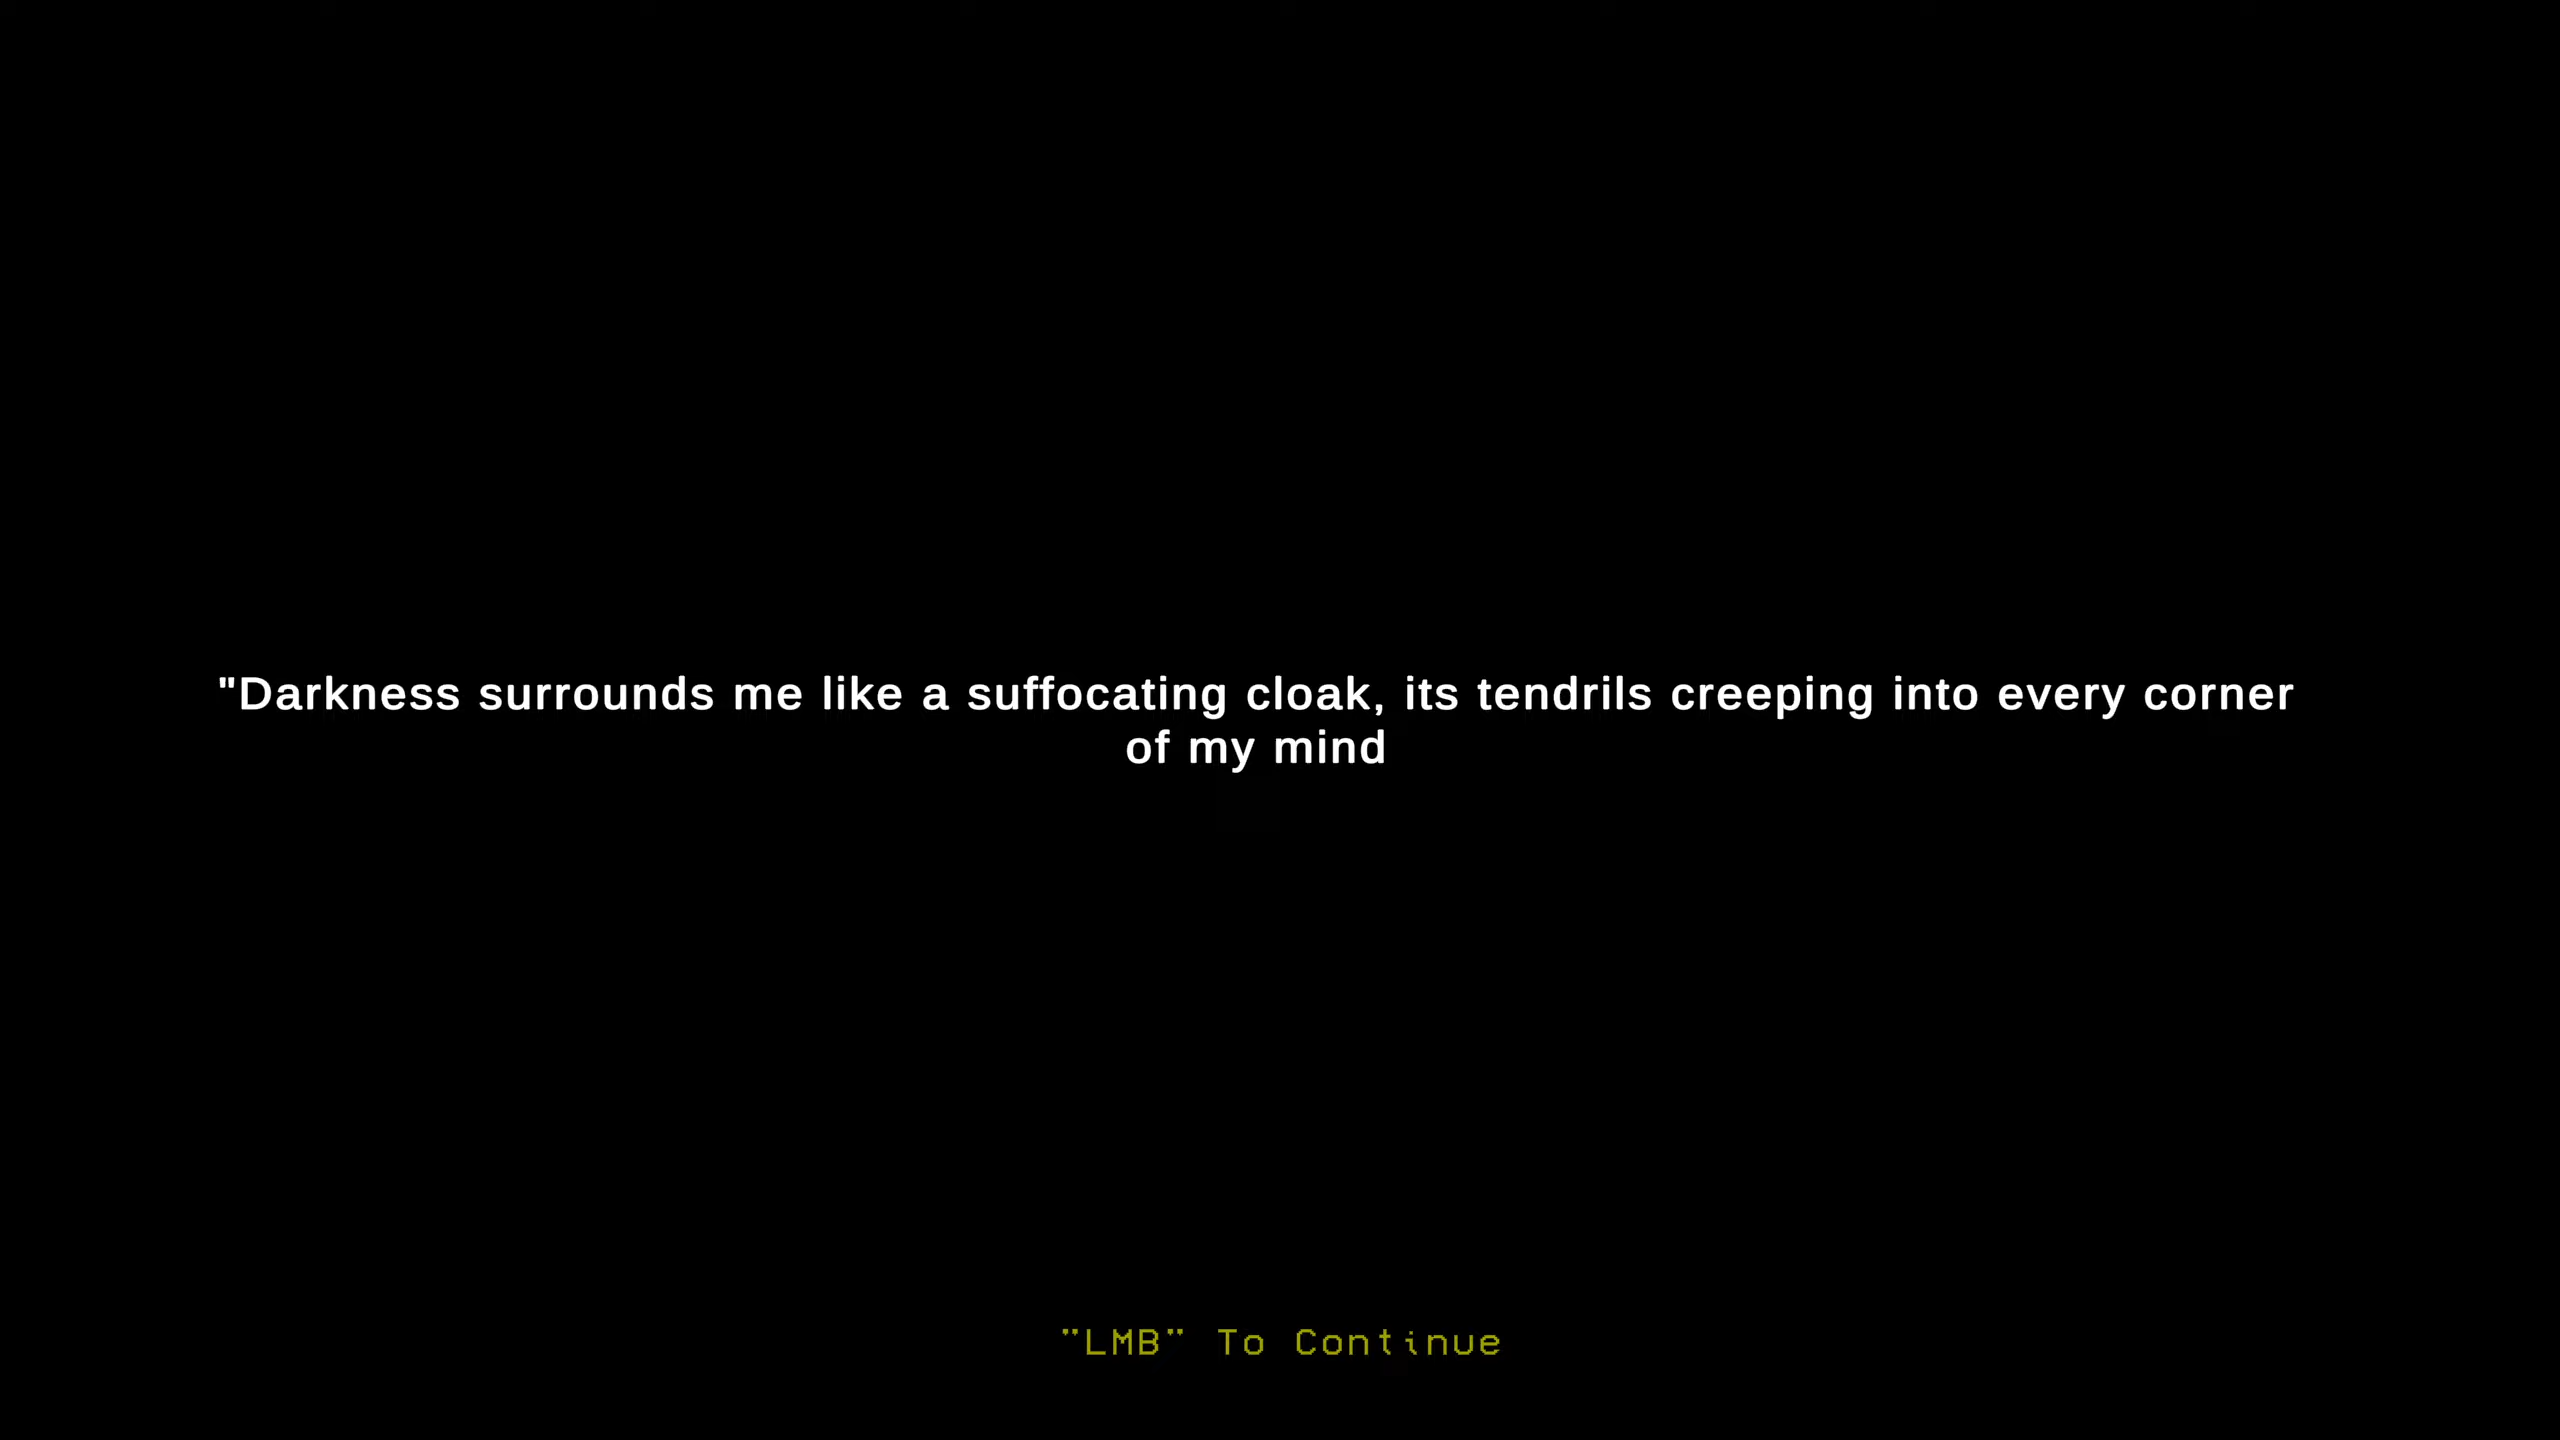 "Darkness surrounds me like a suffocating cloak, its tendrils creeping into every corner
of my mind
"LMB" To Continue